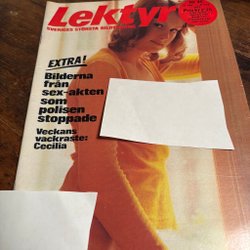 Lektyr
SVERIGES STÖRSTA
EXTRA!
Bilderna
från
sex-akten
som
polisen
stoppade
Veckans
vackraste:
Cecilia